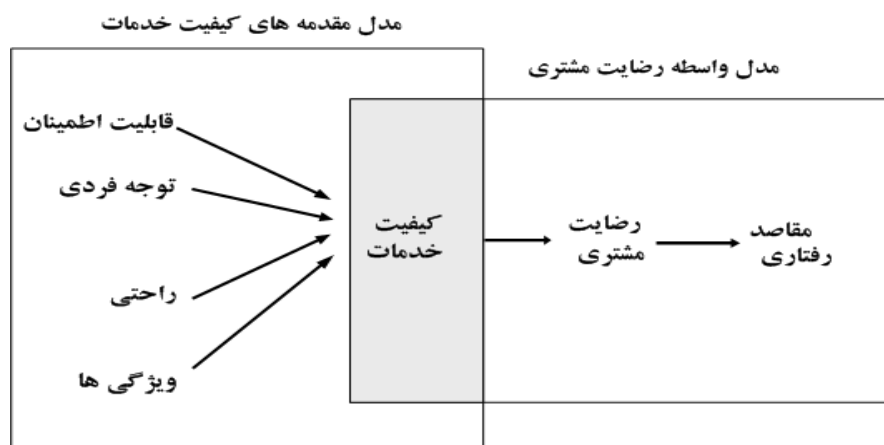 مدل مقدمه های کیفیت خدمات
مدل واسطه رضایت مشتری
قابلیت اطمینان
توجه فردی
راحتی
ویژگی ها
کیفیت
خدمات
رضایت
مشتری
مقاصد
رفتاری